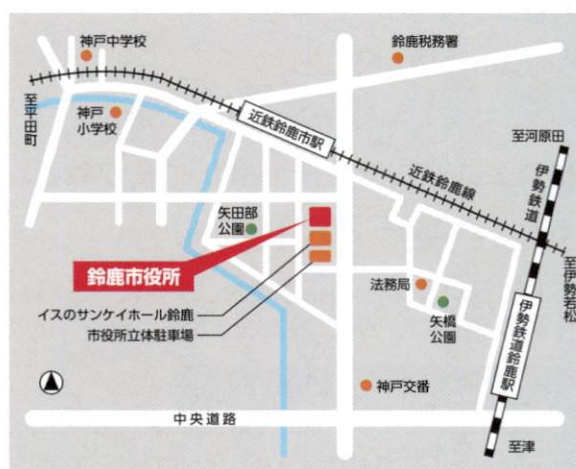 神戸中学校
鈴鹿税務署
至平田町
神戸
小学校
近鉄鈴鹿市駅
至河原田
伊勢鉄道
近鉄鈴鹿線
矢田部
公園
鈴鹿市役所
至伊勢若松
法務局
イスのサンケイホール鈴鹿
矢橋
公園
市役所立体駐車場
伊勢鉄道鈴鹿駅
神戸交番
中央道路
至津